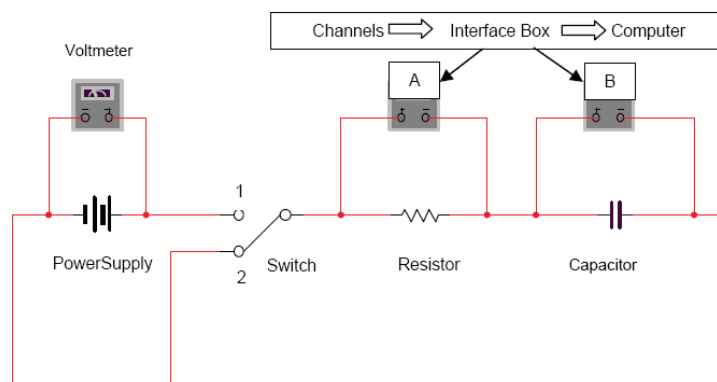 Channels Interface Box Computer
Voltmeter
A B
1
PowerSupply
2 Switch Resistor Capacitor